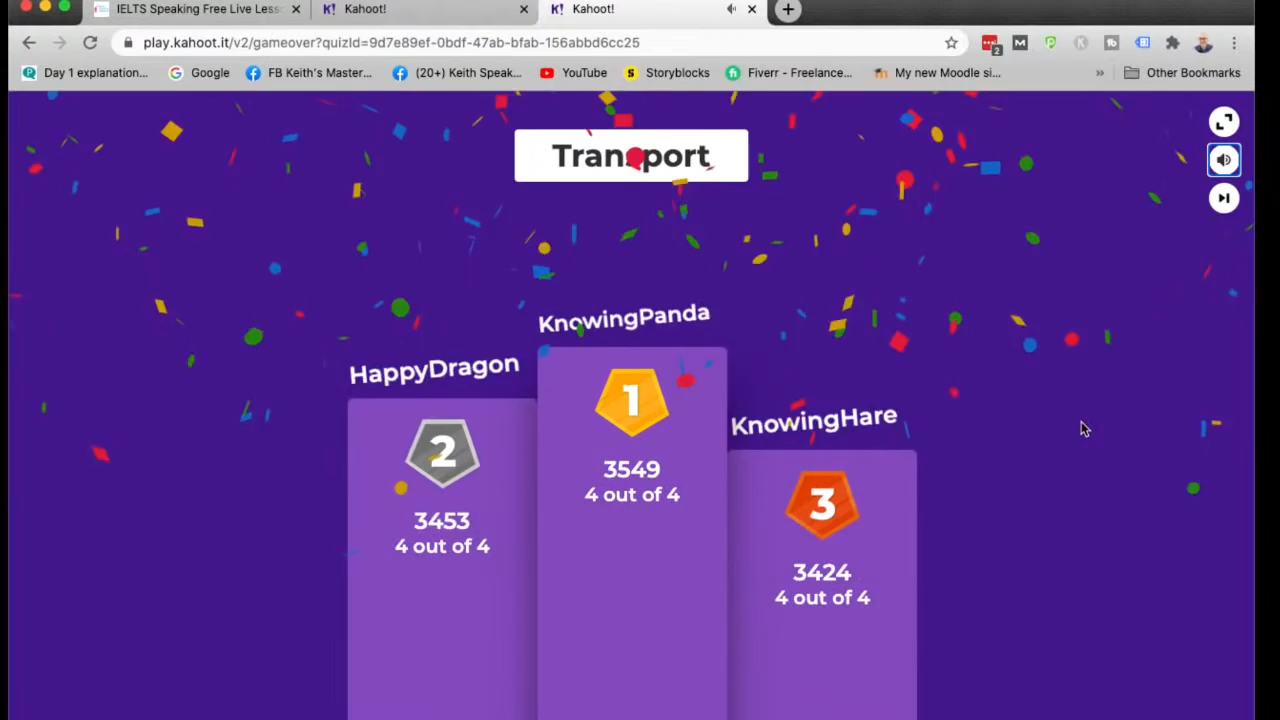 IELTS Speaking Free Live Less
K! Kahoot!
K! Kahoot!
play.kahoot.it/v2/gameover?quizId=9d7e89ef-0bdf-47ab-bfab-156abbd6cc25
2
Day 1 explanation...
Google
FB Keith's Master...
(20+) Keith Speak...
YouTube
S
Storyblocks
fi
Fiverr - Freelance...
My new Moodle si...
»
Other Bookmarks
Transport
KnowingPanda
HappyDragon
KnowingHare
1
2
3
3549
4 out of 4
3453
4 out of 4
3424
4 out of 4